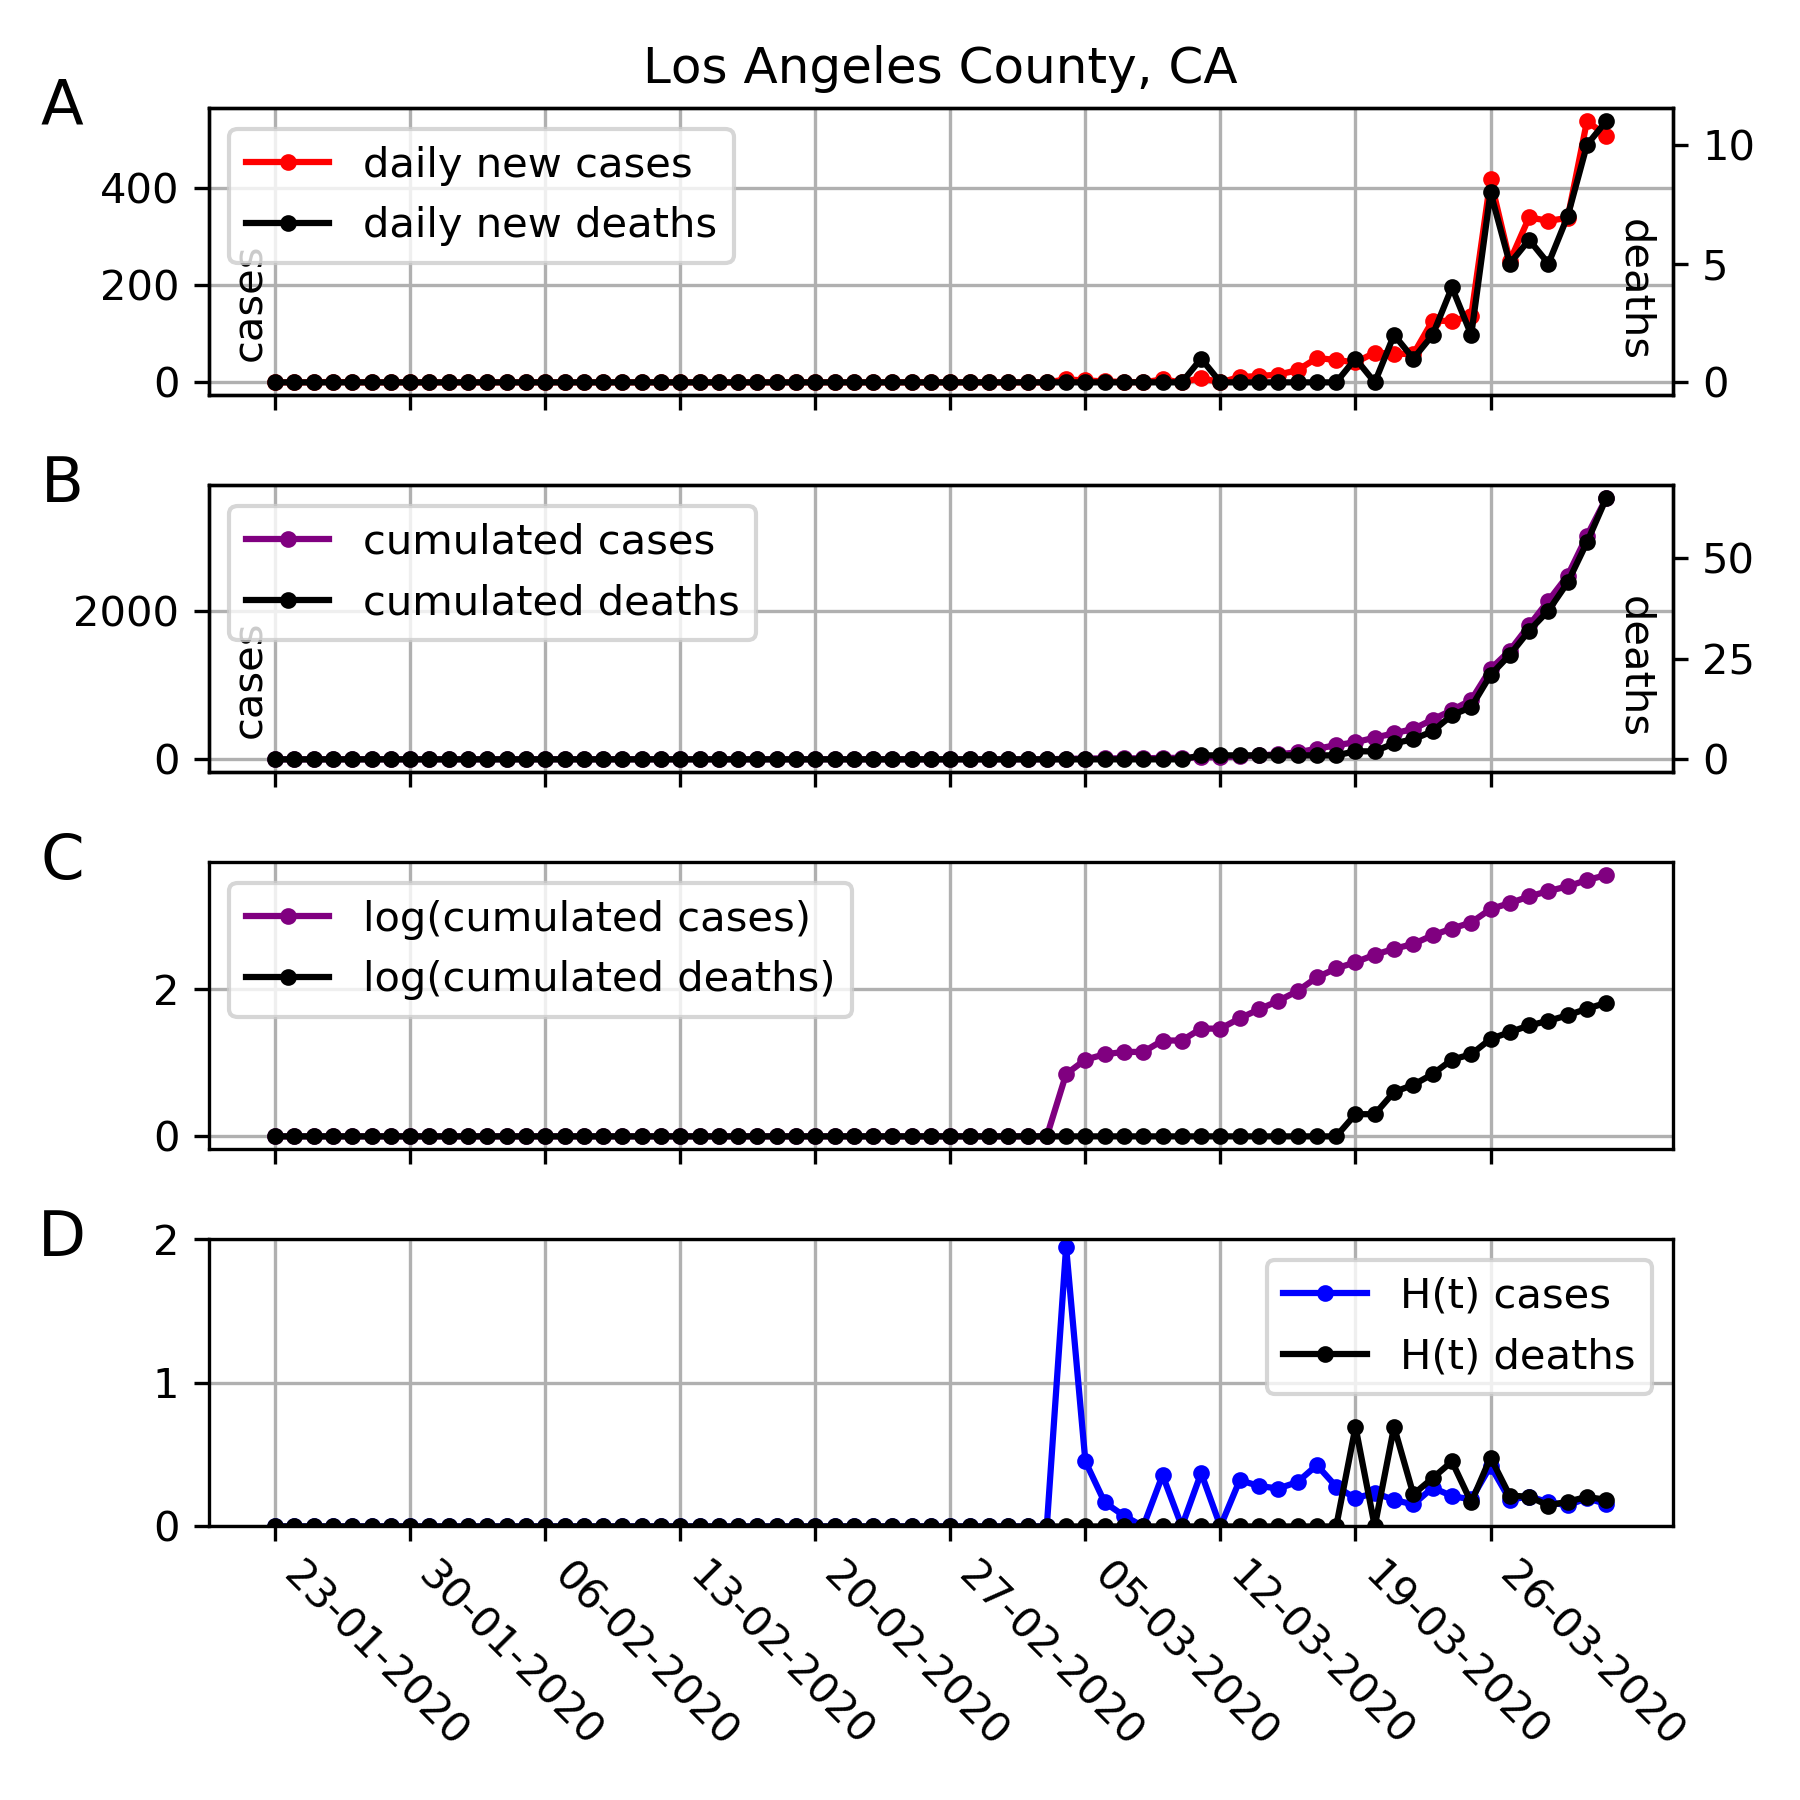 Los Angeles County, CA
A
daily new cases
daily new deaths
400
200
0
cases
10
5
0
deaths
B
cumulated cases
cumulated deaths
2000
0
cases
50
25
0
deaths
C
log(cumulated cases)
log(cumulated deaths)
2
0
D
H(t) cases
H(t) deaths
2
1
0
23-01-2020
30-01-2020
06-02-2020
13-02-2020
20-02-2020
27-02-2020
05-03-2020
12-03-2020
19-03-2020
26-03-2020